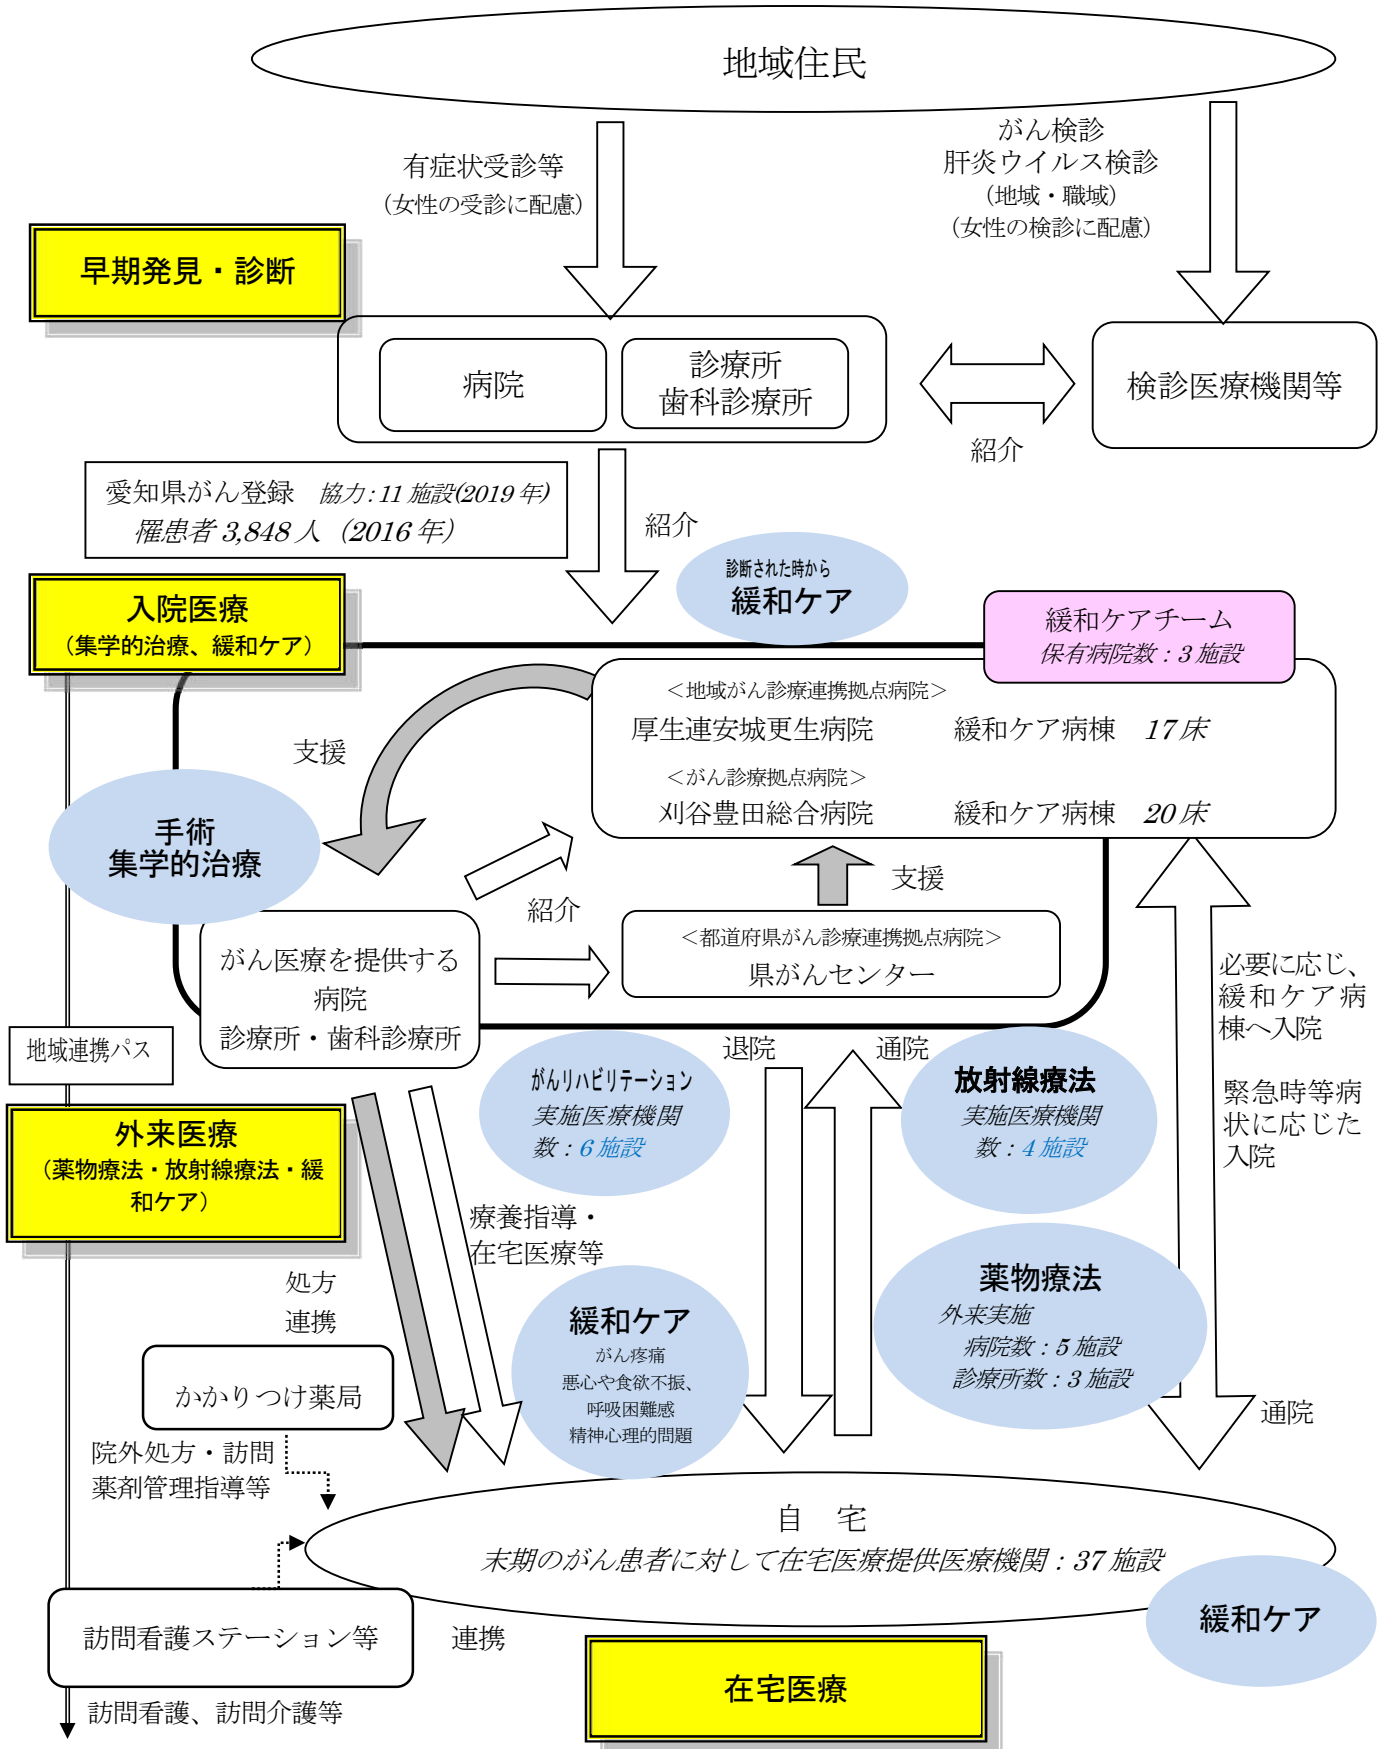 地域住民
有症状受診等
（女性の受診に配慮）
がん検診
肝炎ウイルス検診
（地域・職域）
（女性の検診に配慮）
早期発見・診断
病院
診療所
歯科診療所
検診医療機関等
紹介
愛知県がん登録　協力：11 施設(2019 年)
罹患者 3,848 人（2016 年）
紹介
診断された時から
緩和ケア
入院医療
（集学的治療、緩和ケア）
緩和ケアチーム
保有病院数：3 施設
＜地域がん診療連携拠点病院＞
厚生連安城更生病院　緩和ケア病棟　17 床
＜がん診療拠点病院＞
刈谷豊田総合病院　緩和ケア病棟　20 床
支援
手術
集学的治療
支援
紹介
＜都道府県がん診療連携拠点病院＞
県がんセンター
がん医療を提供する
病院
診療所・歯科診療所
必要に応じ、
緩和ケア病
棟へ入院
緊急時等病
状に応じた
入院
地域連携パス
退院
通院
がんリハビリテーション
実施医療機関
数：6 施設
放射線療法
実施医療機関
数：4 施設
外来医療
（薬物療法・放射線療法・緩
和ケア）
療養指導・
在宅医療等
処方
連携
薬物療法
外来実施
病院数：5 施設
診療所数：3 施設
緩和ケア
がん疼痛
悪心や食欲不振、
呼吸困難感
精神心理的問題
かかりつけ薬局
通院
院外処方・訪問
薬剤管理指導等
自　宅
末期のがん患者に対して在宅医療提供医療機関：37 施設
緩和ケア
訪問看護ステーション等
連携
在宅医療
訪問看護、訪問介護等